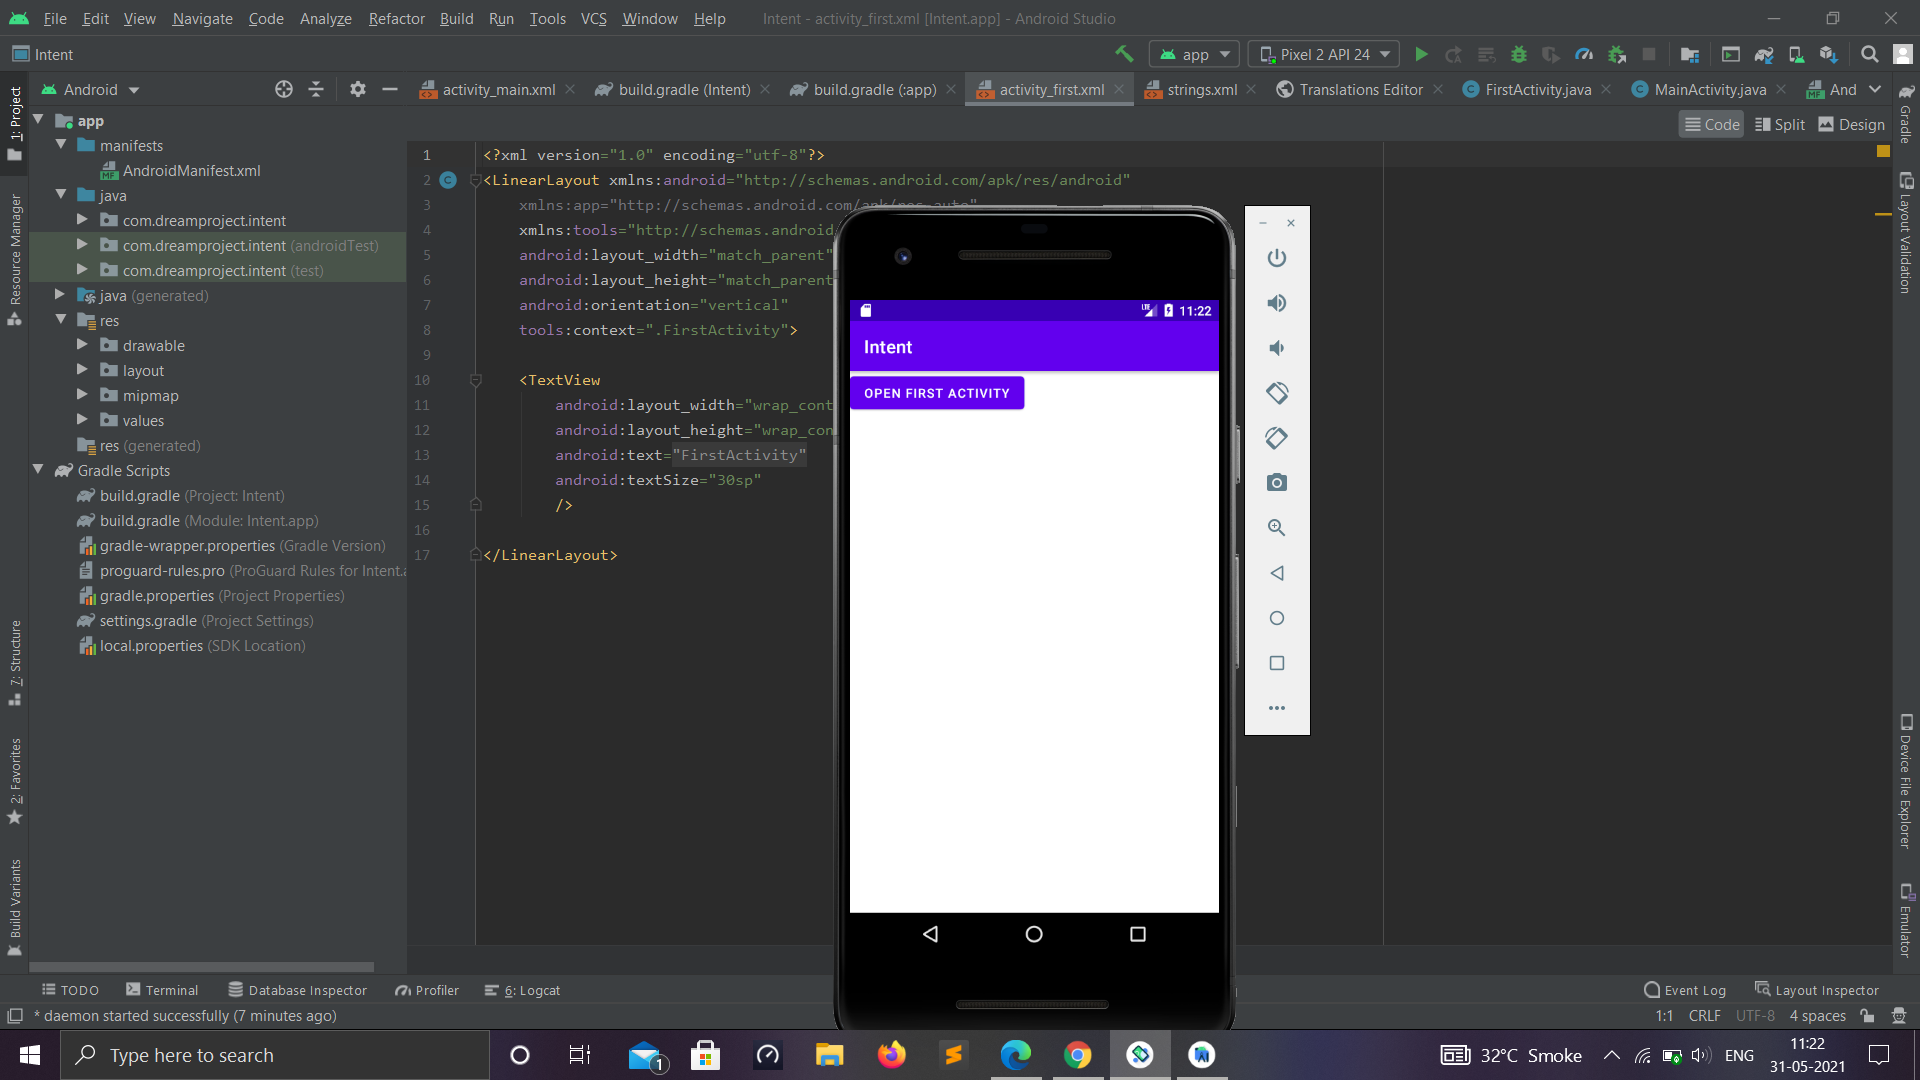 File Edit View Navigate Code Analyze Refactor Build Run Tools VCS Window Help Intent - activity_first.xml [Intent.app] - Android Studio
Intent app Pixel 2 API 24
Android activity_main.xml build.gradle (Intent) build.gradle (:app) activity_first.xml strings.xml Translations Editor FirstActivity.java MainActivity.java And
Code Split Design
1: Project
Resource Manager
7: Structure
2: Favorites
Build Variants
app
manifests
AndroidManifest.xml
java
com.dreamproject.intent
com.dreamproject.intent (androidTest)
com.dreamproject.intent (test)
java (generated)
res
drawable
layout
mipmap
values
res (generated)
Gradle Scripts
build.gradle (Project: Intent)
build.gradle (Module: Intent.app)
gradle-wrapper.properties (Gradle Version)
proguard-rules.pro (ProGuard Rules for Intent.a
gradle.properties (Project Properties)
settings.gradle (Project Settings)
local.properties (SDK Location)
1 <?xml version="1.0" encoding="utf-8"?>
2 <LinearLayout xmlns:android="http://schemas.android.com/apk/res/android"
3 xmlns:app="http://schemas.android.com/apk/res-auto"
4 xmlns:tools="http://schemas.android
5 android:layout_width="match_parent"
6 android:layout_height="match_parent
7 android:orientation="vertical"
8 tools:context=".FirstActivity">
9
10 <TextView
11 android:layout_width="wrap_cont
12 android:layout_height="wrap_con
13 android:text="FirstActivity"
14 android:textSize="30sp"
15 />
16
17 </LinearLayout>
LTE 11:22
Intent
OPEN FIRST ACTIVITY
Gradle
Layout Validation
Device File Explorer
Emulator
TODO Terminal Database Inspector Profiler 6: Logcat Event Log Layout Inspector
* daemon started successfully (7 minutes ago) 1:1 CRLF UTF-8 4 spaces
Type here to search 1 32°C Smoke ENG 11:22
31-05-2021